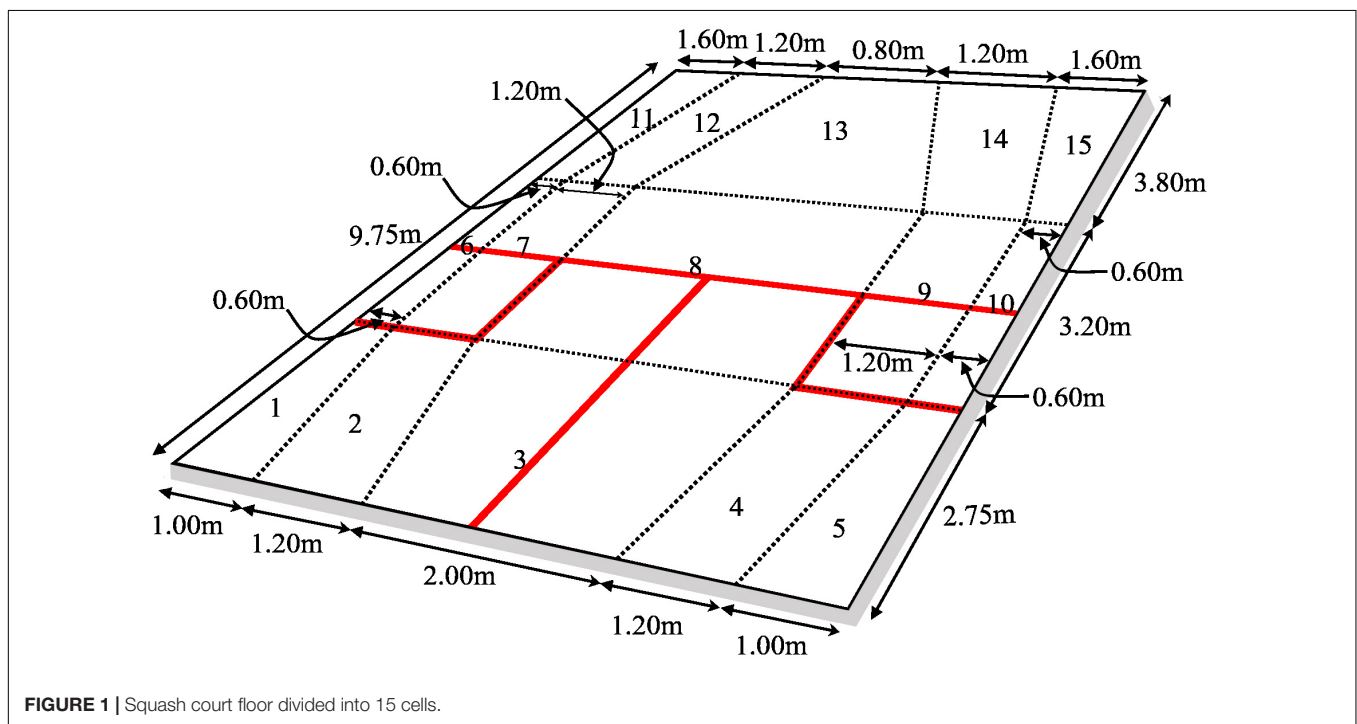 1.60m 1.20m 0.80m 1.20m 1.60m
1.20m
11 12 13 14 15
0.60m
3.80m
9.75m
6 7 8 9 10
0.60m
0.60m
3.20m
1.20m
0.60m
1 2 3 4 5
2.75m
1.00m
1.20m
2.00m
1.20m
1.00m
FIGURE 1 | Squash court floor divided into 15 cells.